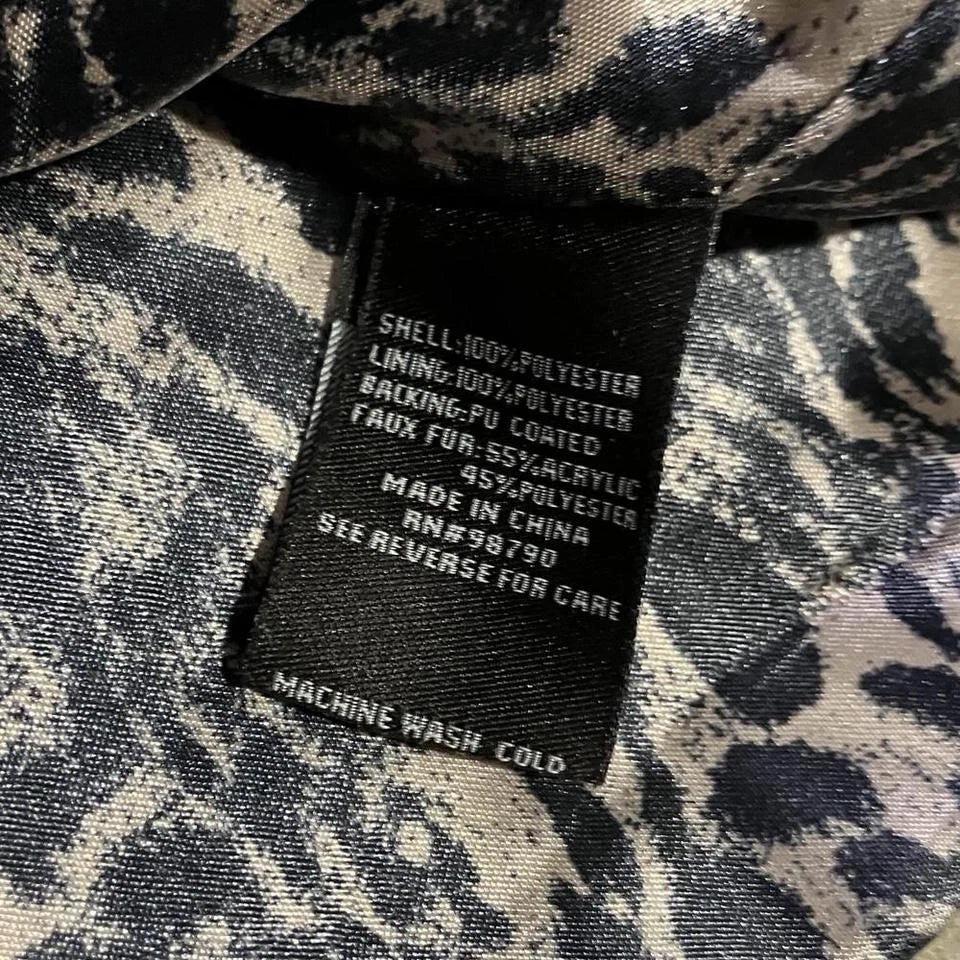 SHELL:100%POLYESTER
LINING:100%POLYESTER
BACKING:PU COATED
FAUX FUR:55%ACRYLIC
45%POLYESTER
MADE IN CHINA
RN#98790
SEE REVERSE FOR CARE
MACHINE WASH COLD